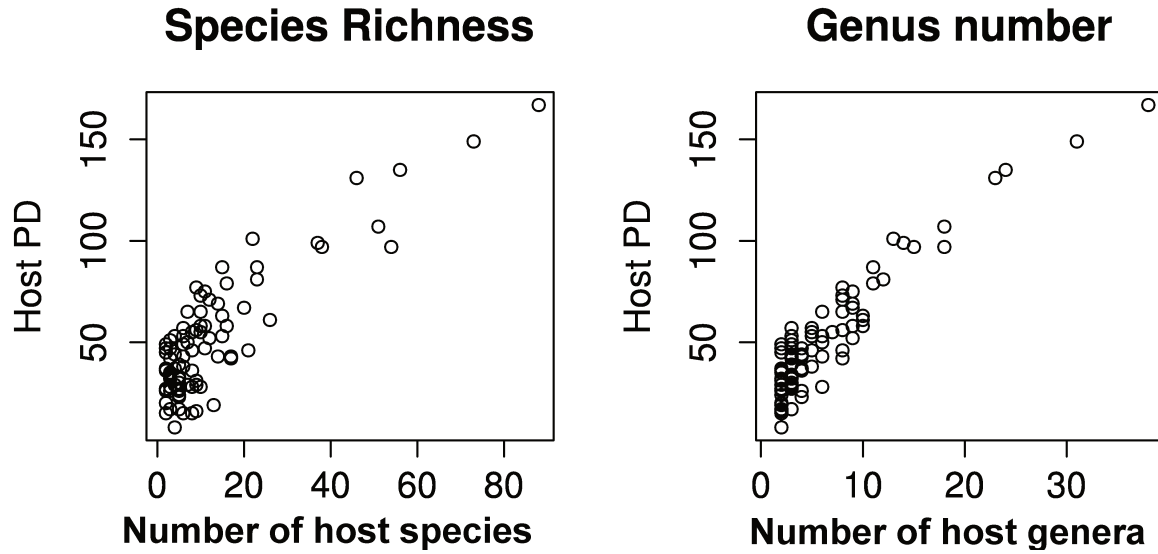 Species Richness
Host PD
50
100
150
0 20 40 60 80
Number of host species
Genus number
Host PD
50
100
150
0 10 20 30
Number of host genera